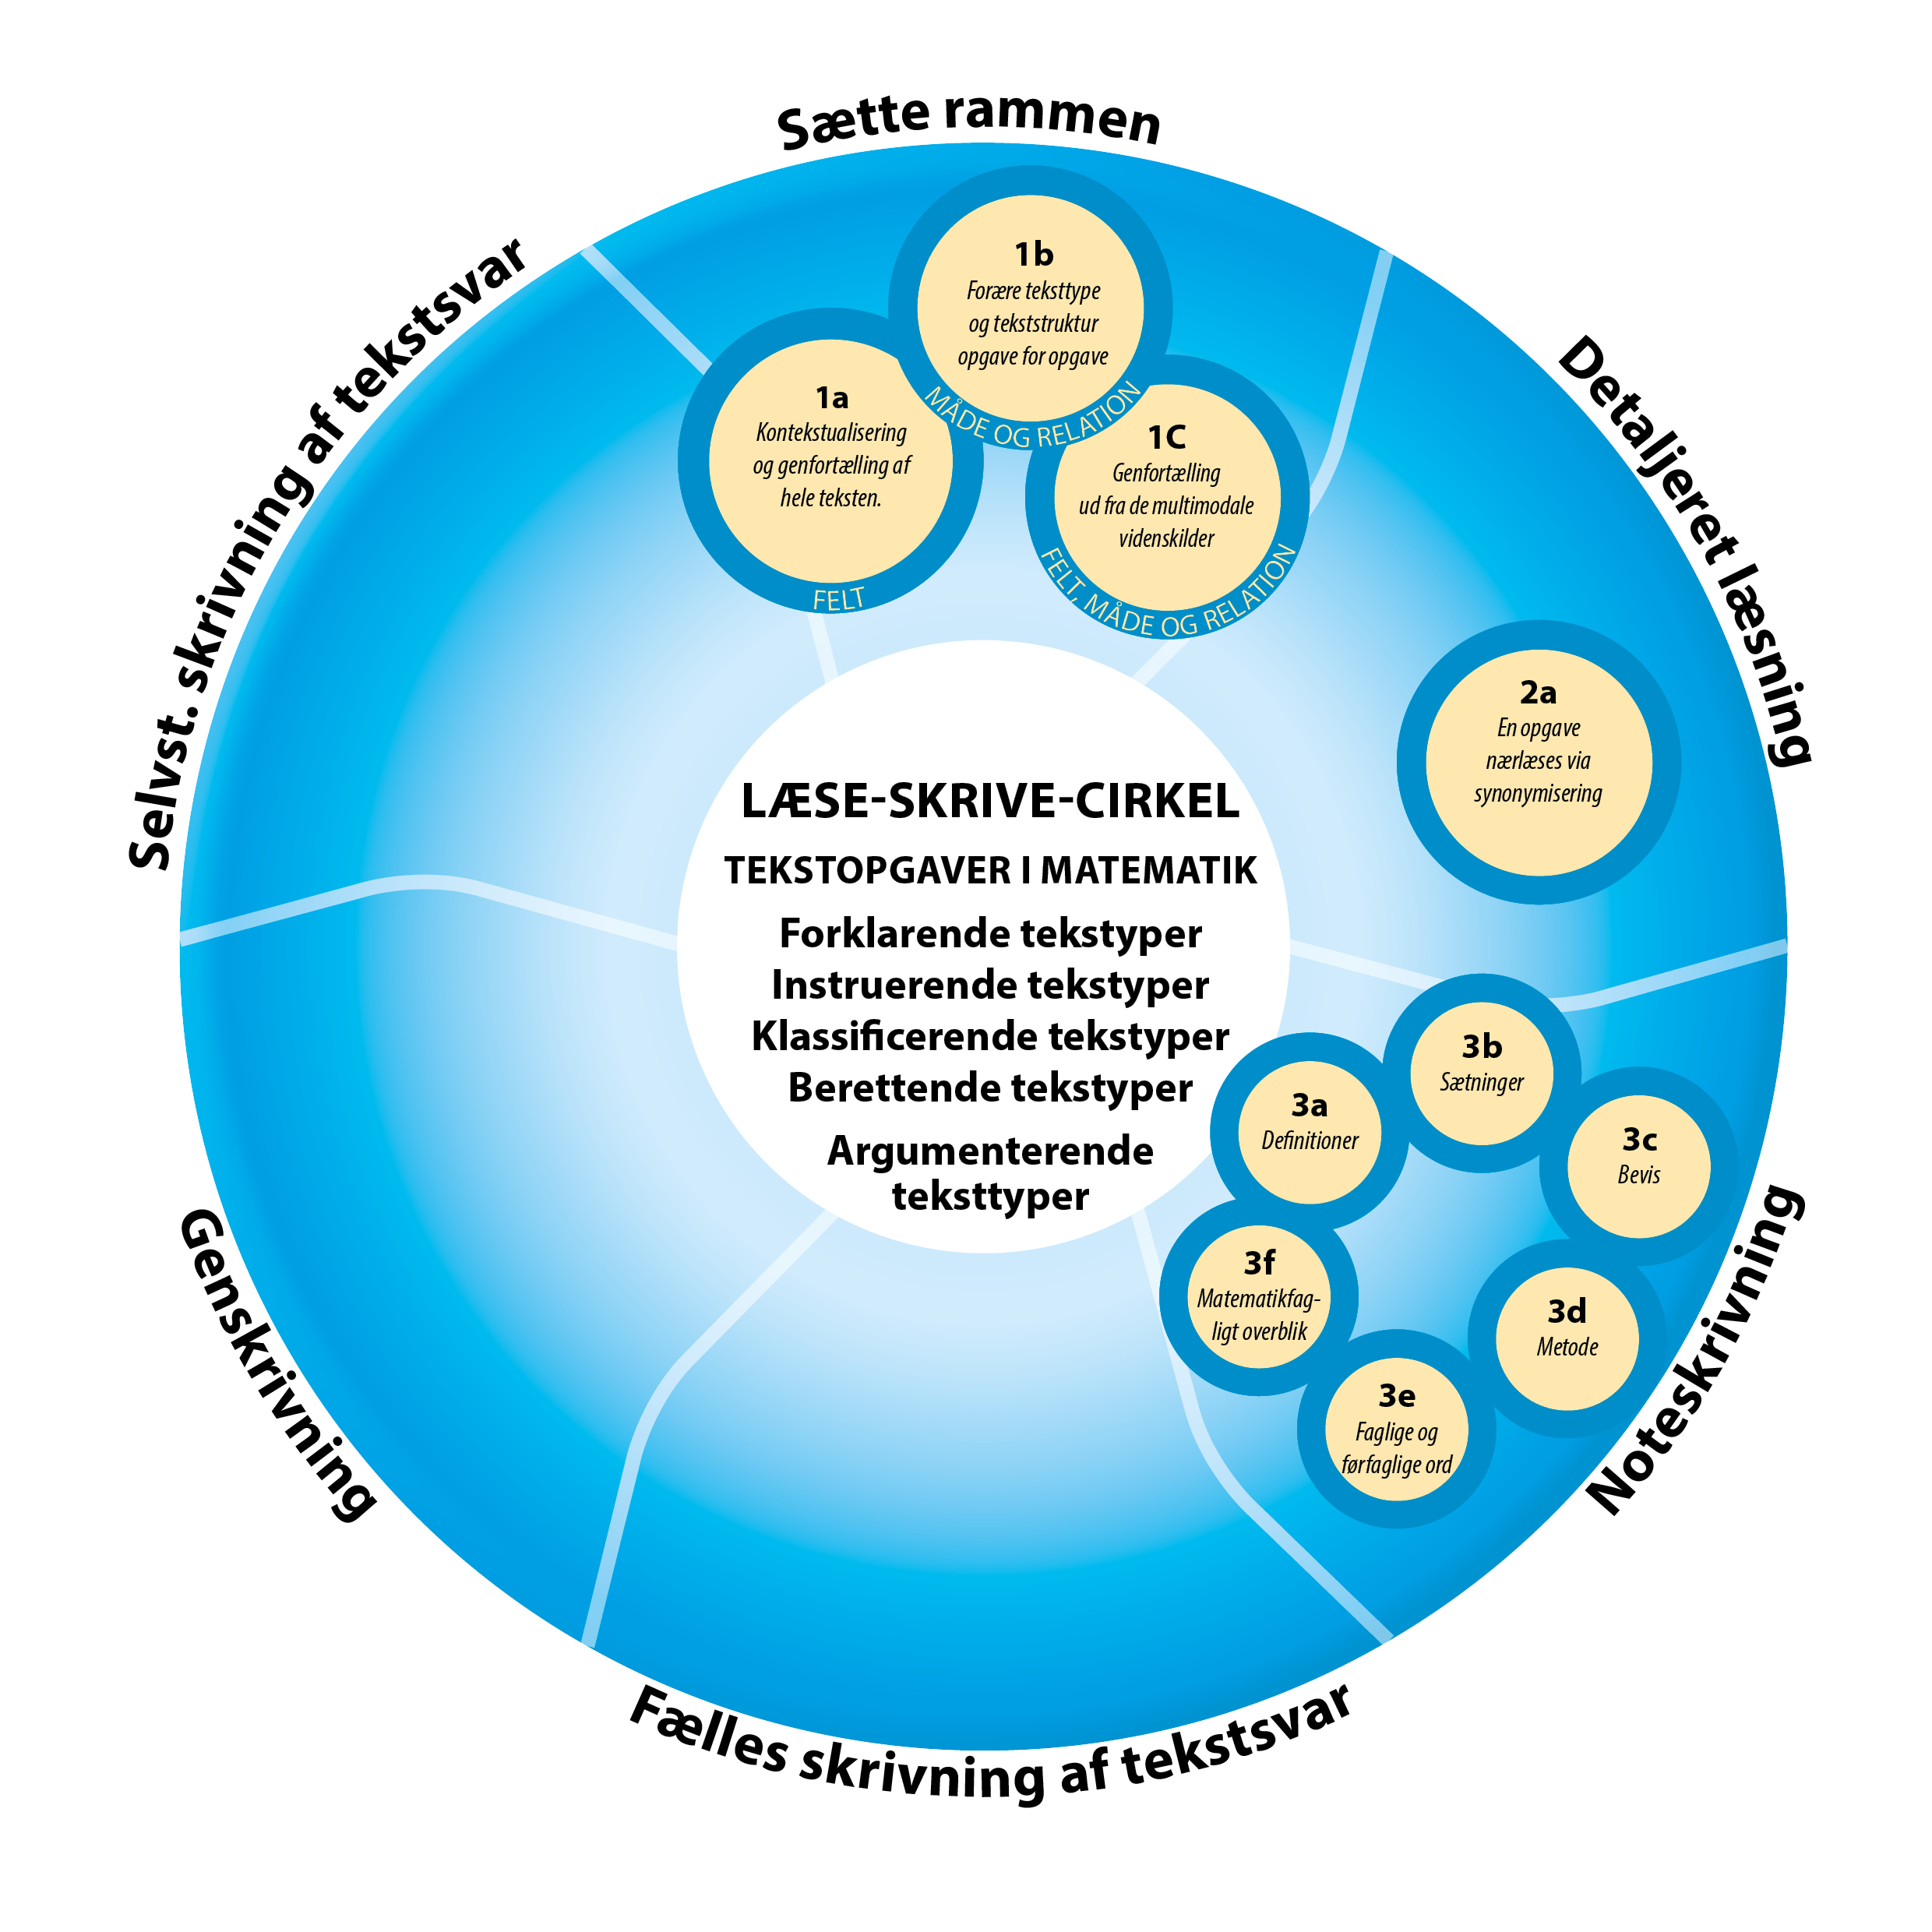 Sætte rammen
1b
Forære teksttype
og tekststruktur
opgave for opgave
MÅDE OG RELATION
1a
Kontekstualisering
og genfortælling af
hele teksten.
FELT
1C
Genfortælling
ud fra de multimodale
videnskilder
FELT, MÅDE OG RELATION
Detaljeret læsning
2a
En opgave
nærlæses via
synonymisering
LÆSE-SKRIVE-CIRKEL
TEKSTOPGAVER I MATEMATIK
Forklarende tekstyper
Instruerende tekstyper
Klassificerende tekstyper
Berettende tekstyper
Argumenterende
teksttyper
3a
Definitioner
3b
Sætninger
3c
Bevis
3d
Metode
3e
Faglige og
førfaglige ord
3f
Matematikfag-
ligt overblik
Noteskrivning
Fælles skrivning af tekstsvar
Genskrivning
Selvst. skrivning af tekstsvar